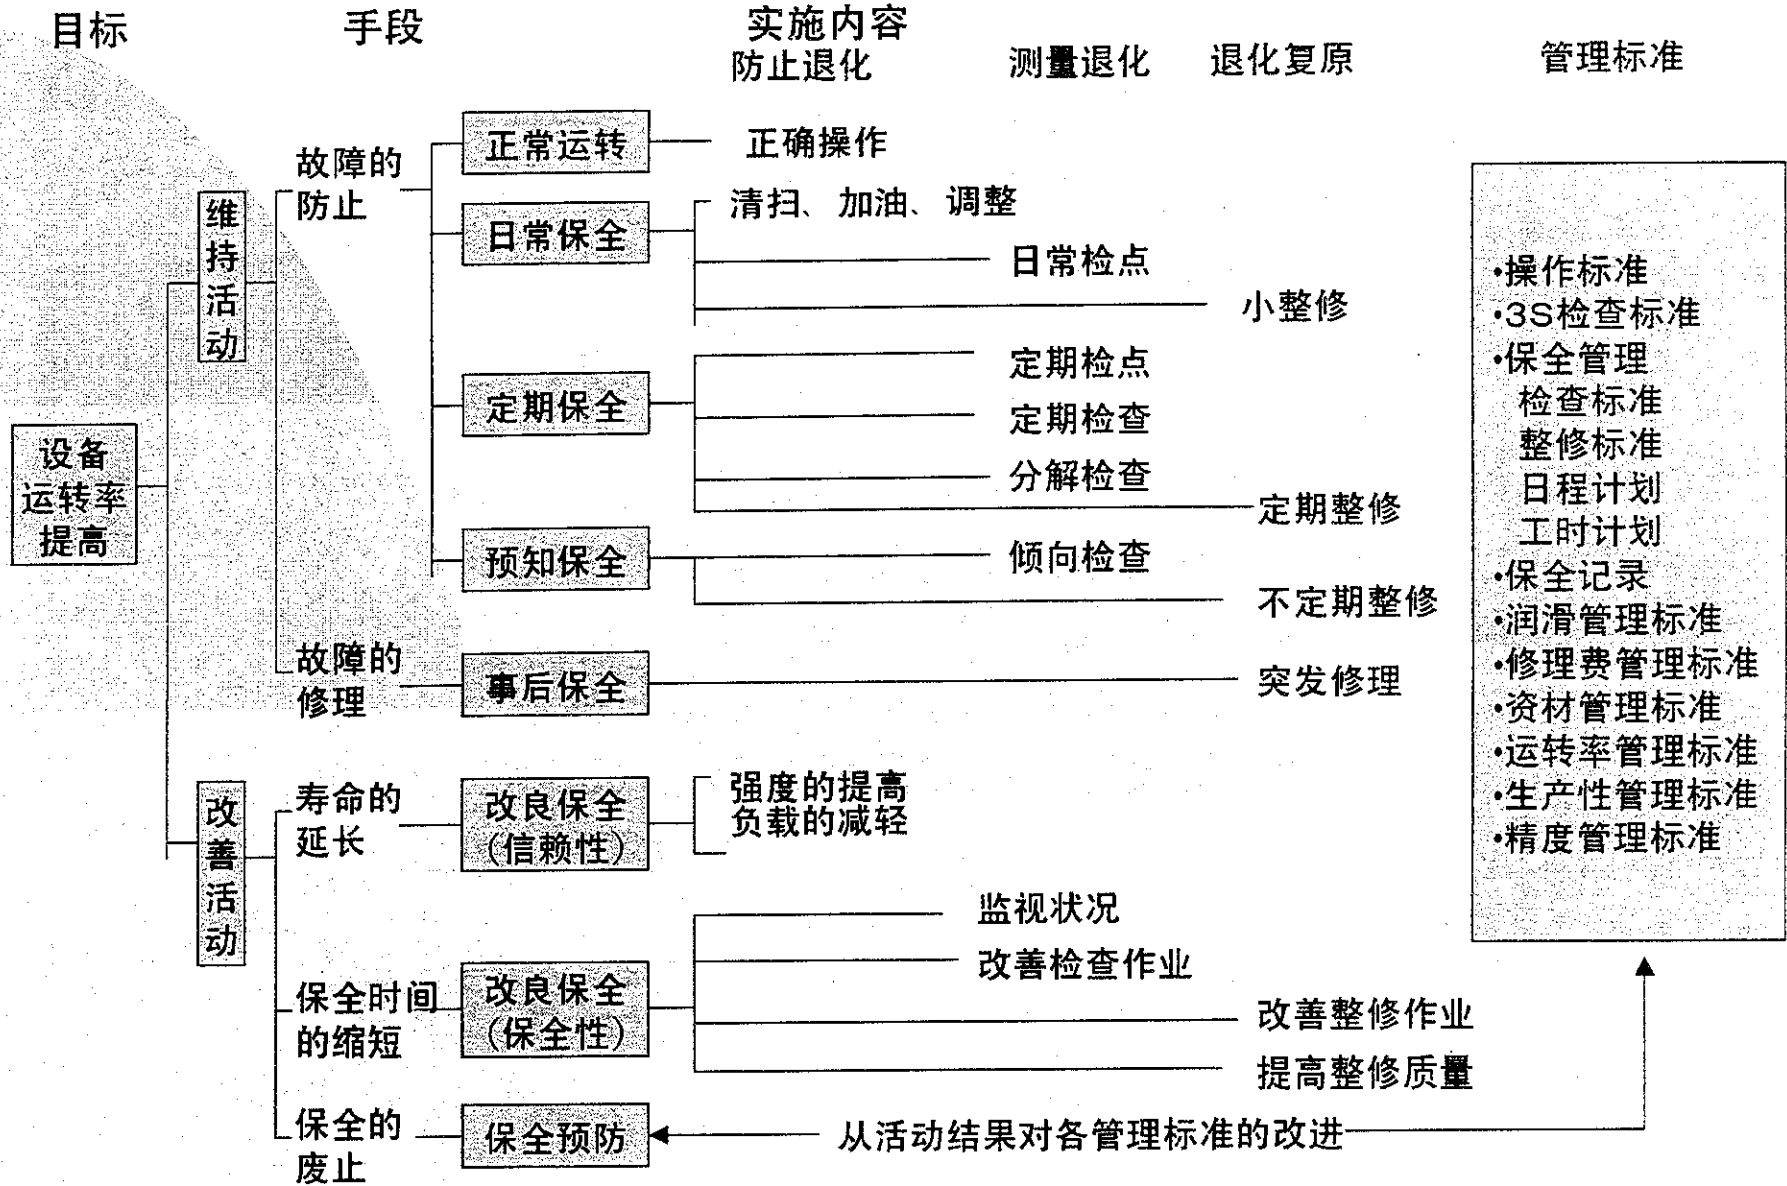 目标
手段
实施内容
防止退化
测量退化
退化复原
管理标准
设备
运转率
提高
维持活动
故障的
防止
正常运转
正确操作
日常保全
清扫、加油、调整
日常检点
小整修
定期保全
定期检点
定期检查
分解检查
定期整修
预知保全
倾向检查
不定期整修
故障的
修理
事后保全
突发修理
改善活动
寿命的
延长
改良保全
(信赖性)
强度的提高
负载的减轻
保全时间
的缩短
改良保全
(保全性)
监视状况
改善检查作业
改善整修作业
提高整修质量
保全的
废止
保全预防
从活动结果对各管理标准的改进
•操作标准
•3S检查标准
•保全管理
检查标准
整修标准
日程计划
工时计划
•保全记录
•润滑管理标准
•修理费管理标准
•资材管理标准
•运转率管理标准
•生产性管理标准
•精度管理标准